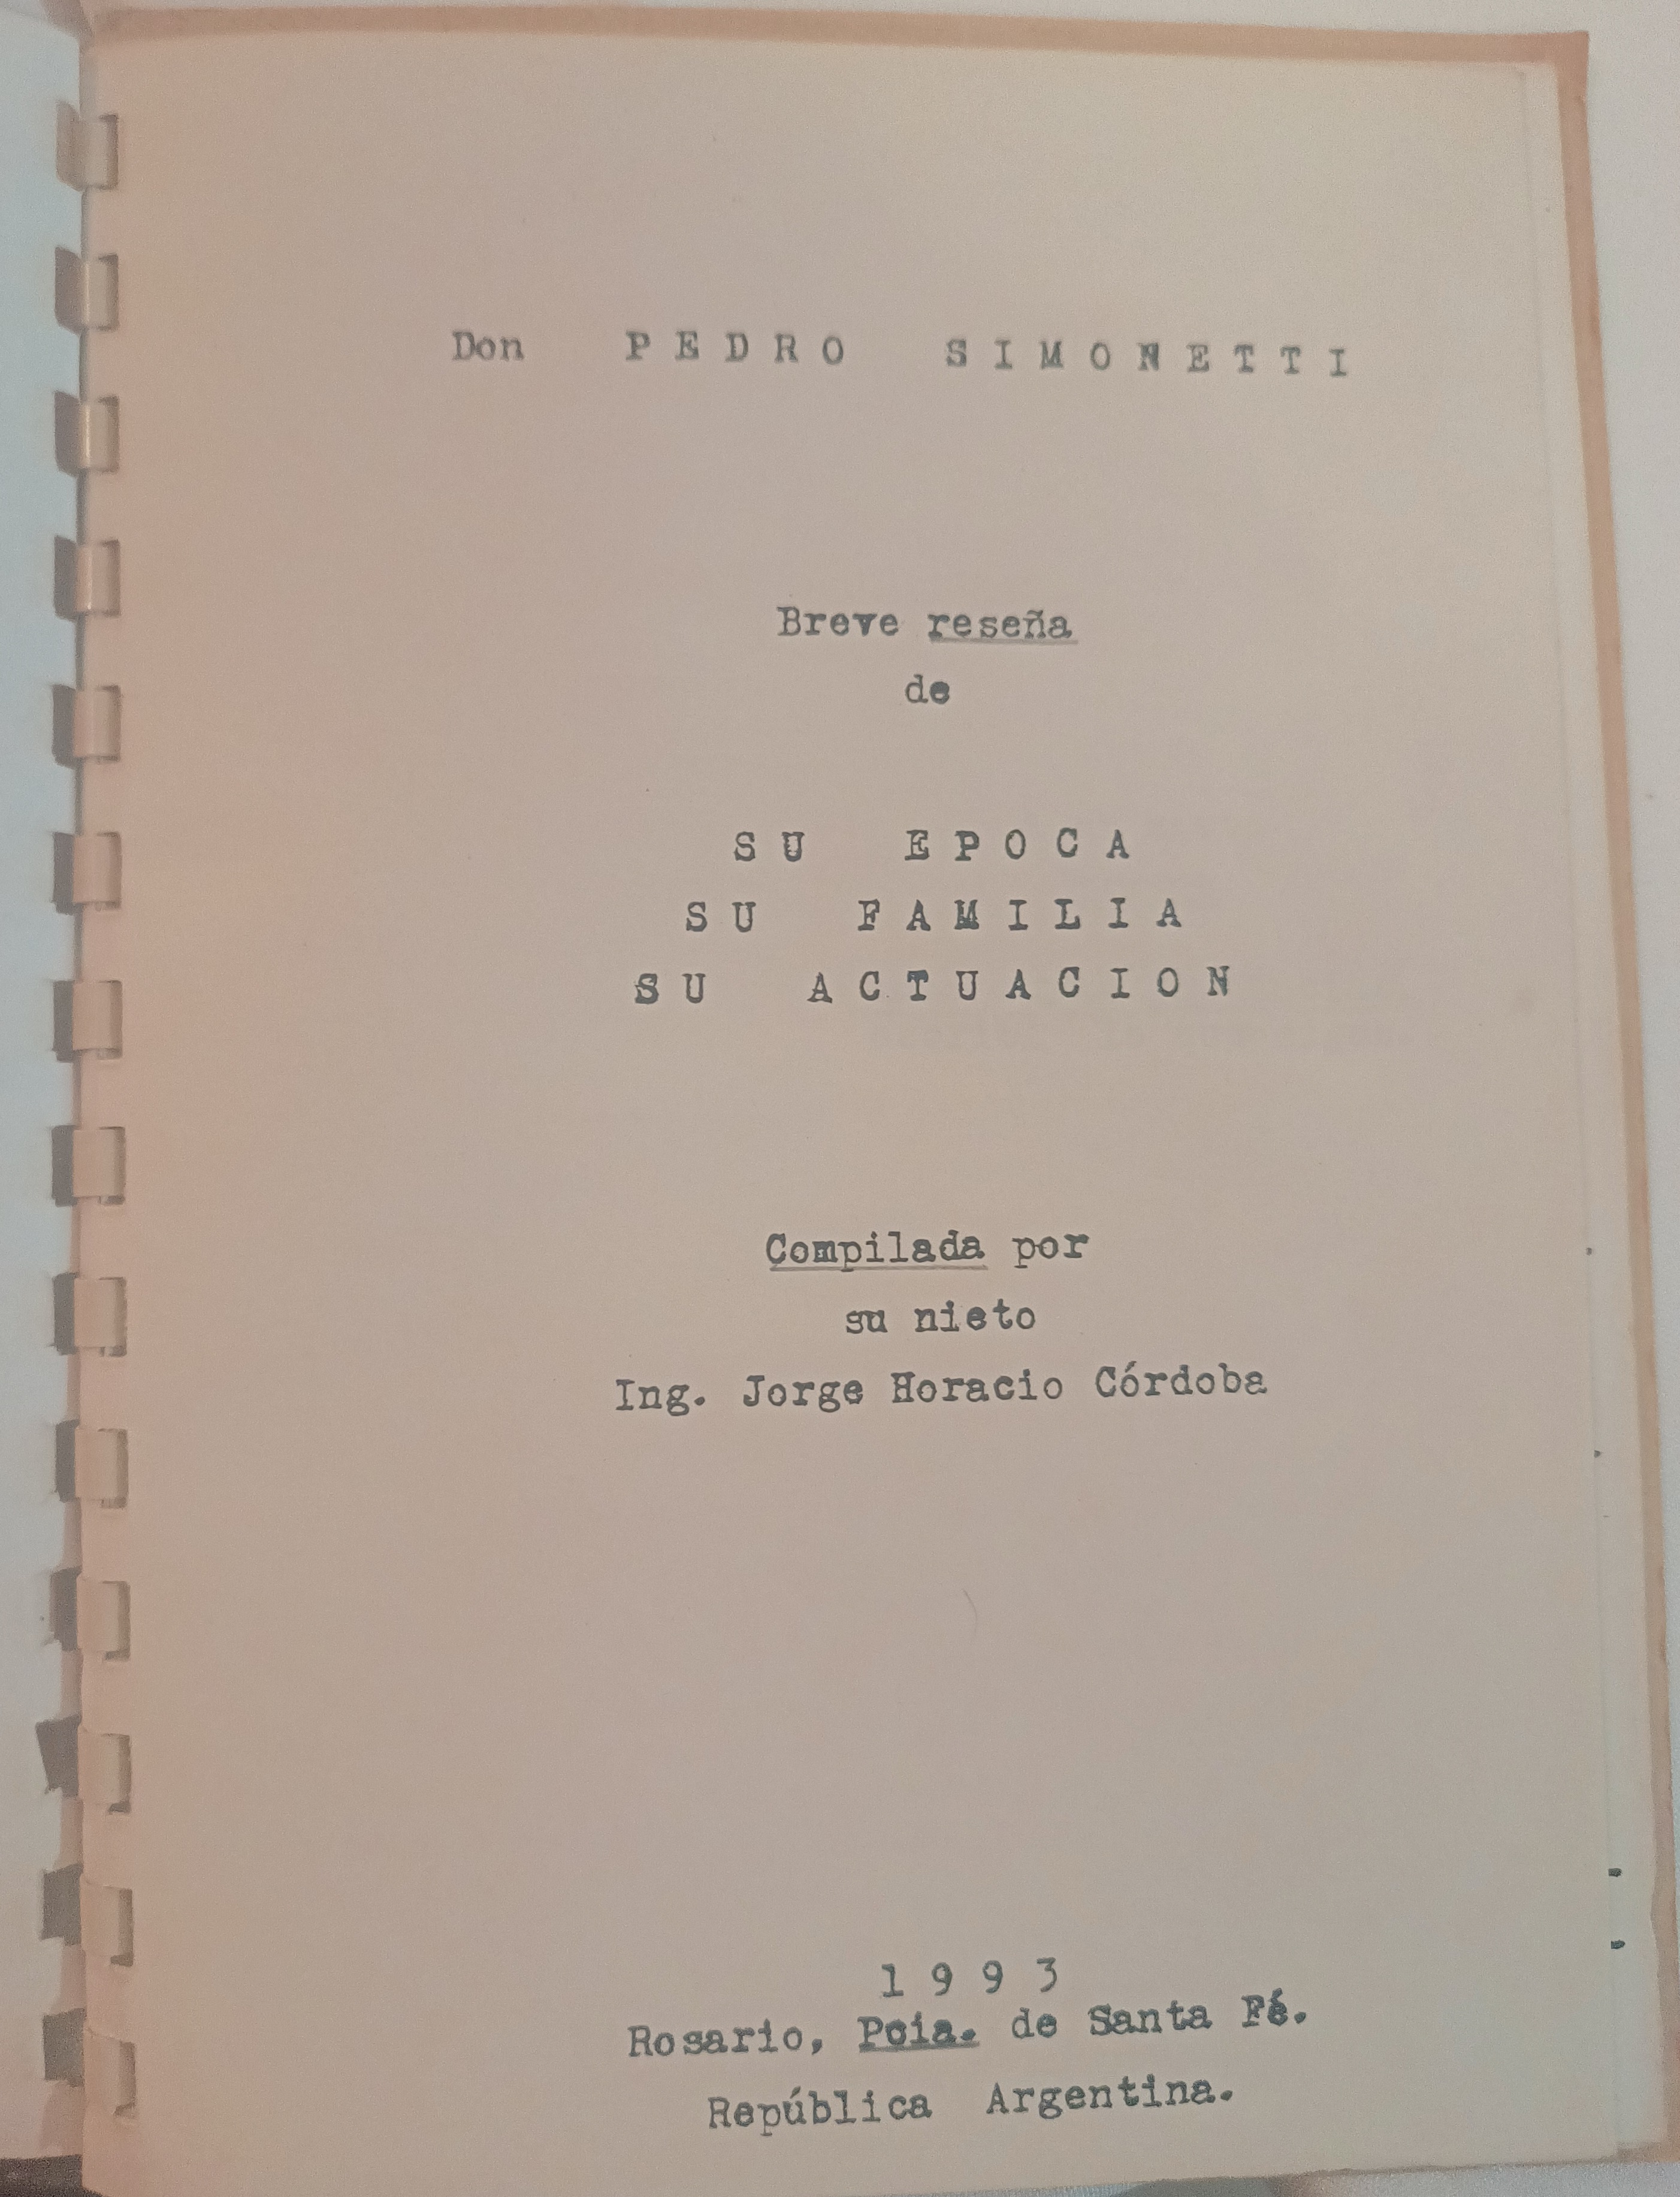 Don PEDRO SIMONETTI
Breve reseña
de
SU EPOCA
SU FAMILIA
SU ACTUACION
Compilada por
su nieto
Ing. Jorge Horacio Córdoba
1993
Rosario, Pcia. de Santa Fé.
República Argentina.